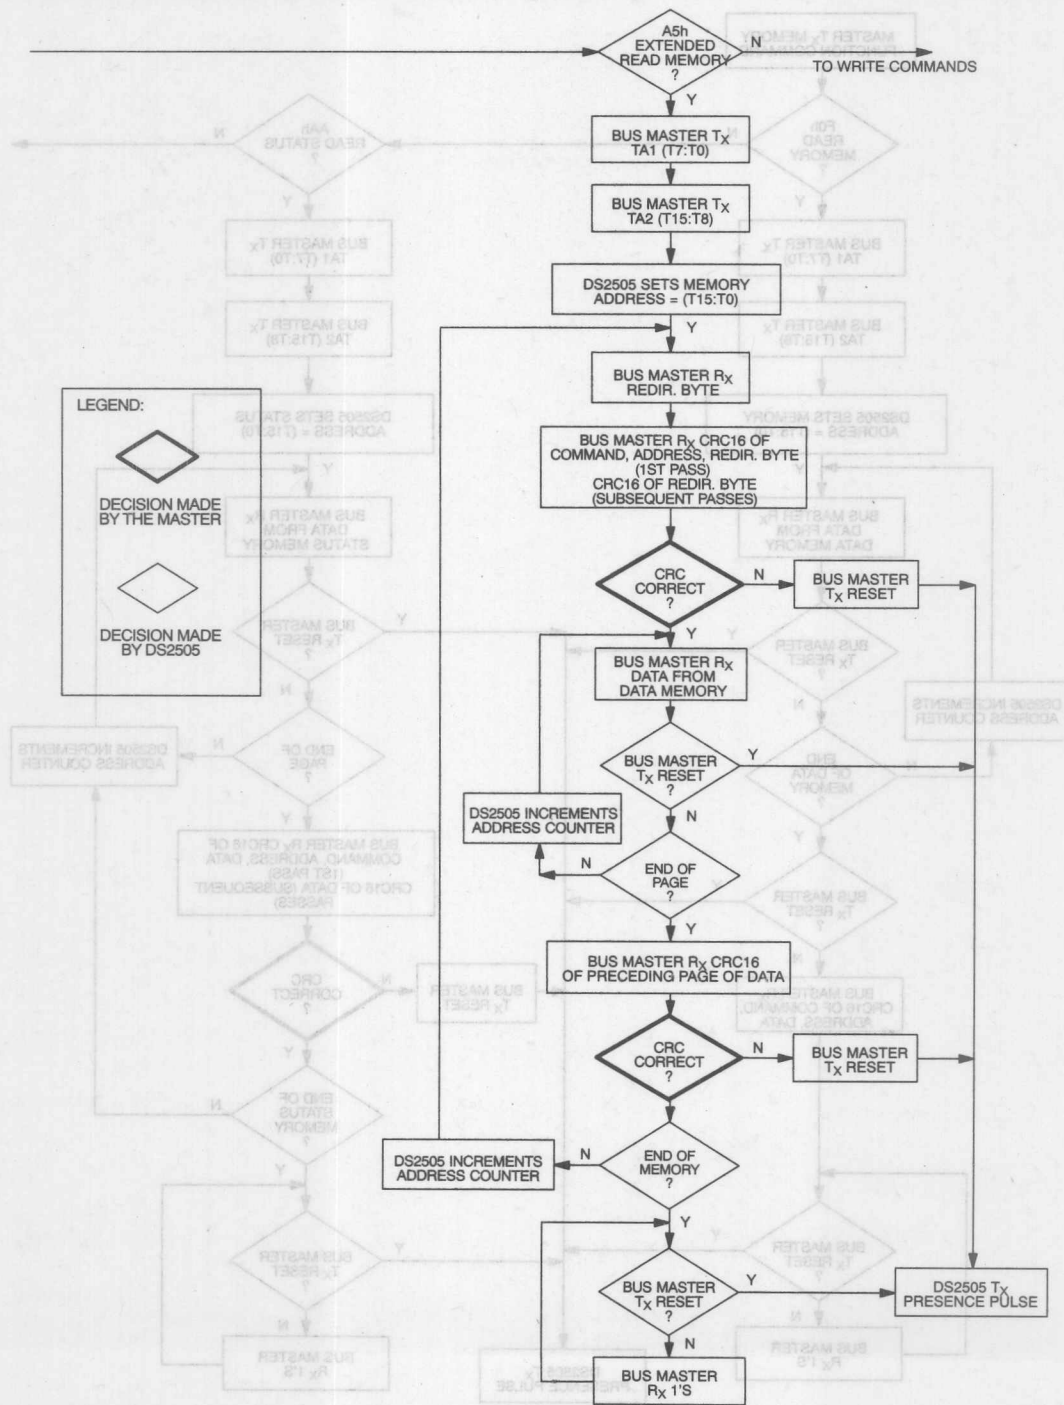 A5h
EXTENDED
READ MEMORY
?
N
TO WRITE COMMANDS
Y
BUS MASTER TX
TA1 (T7:T0)
BUS MASTER TX
TA2 (T15:T8)
DS2505 SETS MEMORY
ADDRESS = (T15:T0)
Y
BUS MASTER RX
REDIR. BYTE
LEGEND:
DECISION MADE
BY THE MASTER
DECISION MADE
BY DS2505
BUS MASTER RX CRC16 OF
COMMAND, ADDRESS, REDIR. BYTE
(1ST PASS)
CRC16 OF REDIR. BYTE
(SUBSEQUENT PASSES)
CRC
CORRECT
?
N
BUS MASTER
TX RESET
Y
BUS MASTER RX
DATA FROM
DATA MEMORY
BUS MASTER
TX RESET
?
Y
N
DS2505 INCREMENTS
ADDRESS COUNTER
N
END OF
PAGE
?
Y
BUS MASTER RX CRC16
OF PRECEDING PAGE OF DATA
CRC
CORRECT
?
N
BUS MASTER
TX RESET
Y
END OF
MEMORY
?
N
DS2505 INCREMENTS
ADDRESS COUNTER
Y
BUS MASTER
TX RESET
?
Y
DS2505 TX
PRESENCE PULSE
N
BUS MASTER
RX 1'S